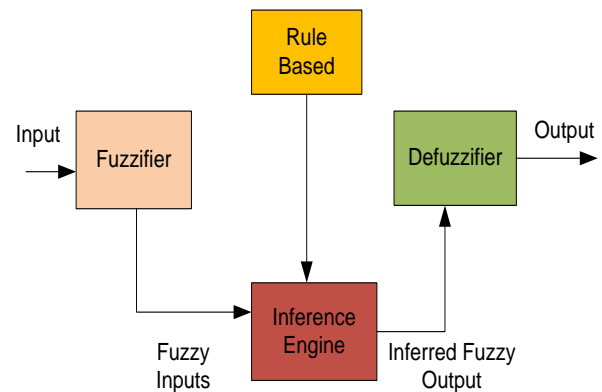 Rule
Based
Input
Fuzzifier
Defuzzifier
Output
Inference
Engine
Fuzzy
Inputs
Inferred Fuzzy
Output